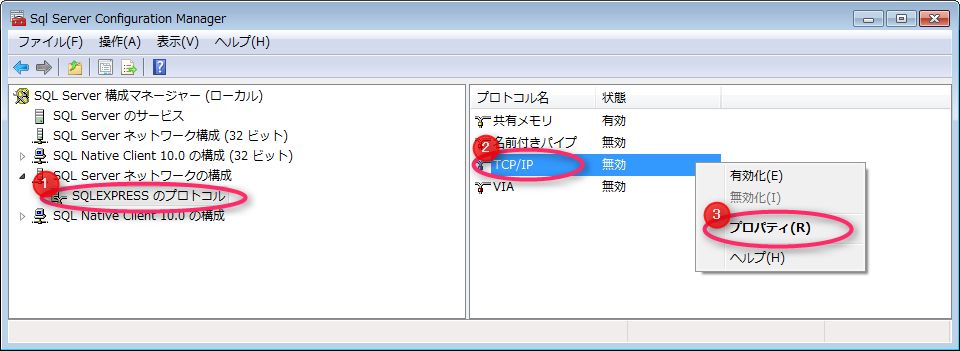 Sql Server Configuration Manager
ファイル(F) 操作(A) 表示(V) ヘルプ(H)
SQL Server 構成マネージャー (ローカル)
SQL Server のサービス
SQL Server ネットワーク構成 (32 ビット)
SQL Native Client 10.0 の構成 (32 ビット)
SQL Server ネットワークの構成
1
SQLEXPRESS のプロトコル
SQL Native Client 10.0 の構成
プロトコル名 状態
共有メモリ 有効
名前付きパイプ 無効
2
TCP/IP 無効
VIA 無効
有効化(E)
無効化(I)
3
プロパティ(R)
ヘルプ(H)